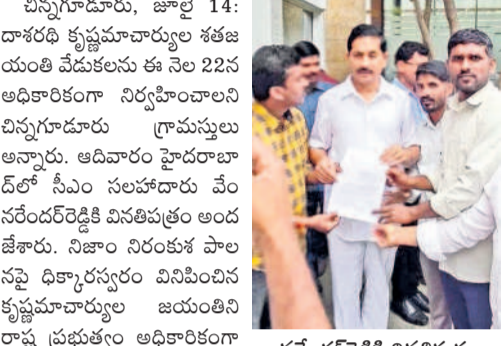 చిన్నగూడూరు, జూలై 14:
దాశరథి కృష్ణమాచార్యుల శతజ
యంతి వేడుకలను ఈ నెల 22న
అధికారికంగా నిర్వహించాలని
చిన్నగూడూరు గ్రామస్తులు
అన్నారు. ఆదివారం హైదరాబా
ద్‌లో సీఎం సలహాదారు వేం
నరేందర్‌రెడ్డికి వినతిపత్రం అంద
జేశారు. నిజాం నిరంకుశ పాల
నపై ధిక్కారస్వరం వినిపించిన
కృష్ణమాచార్యుల జయంతిని
రాష్ట్ర ప్రభుత్వం అధికారికంగా